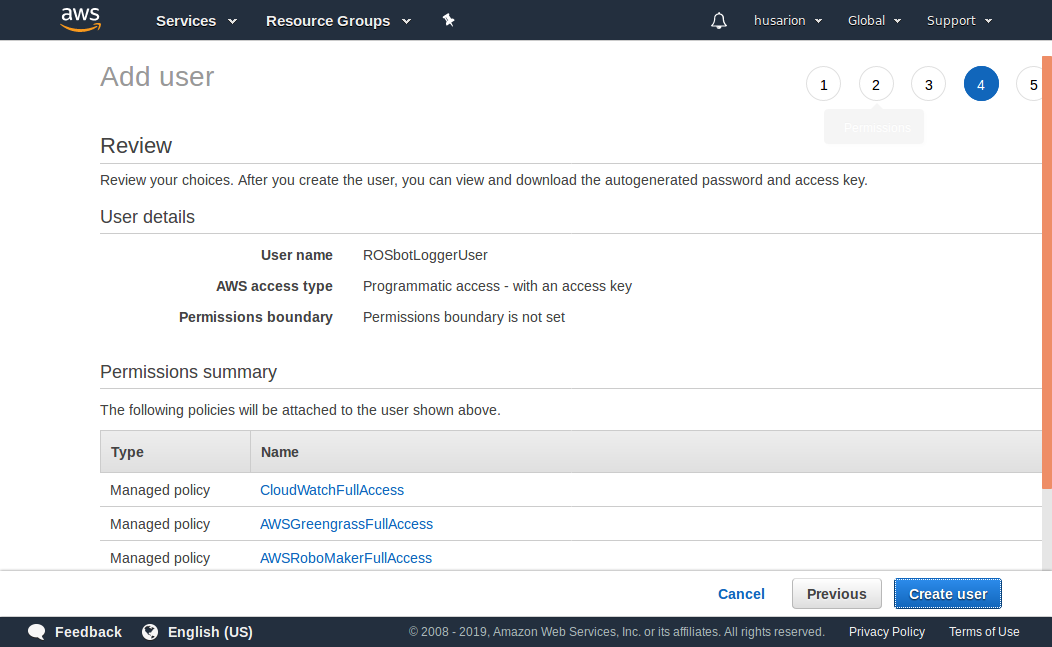 aws Services Resource Groups husarion Global Support
Add user
1 2 3 4 5
Permissions
Review
Review your choices. After you create the user, you can view and download the autogenerated password and access key.
User details
User name ROSbotLoggerUser
AWS access type Programmatic access - with an access key
Permissions boundary Permissions boundary is not set
Permissions summary
The following policies will be attached to the user shown above.
Type Name
Managed policy CloudWatchFullAccess
Managed policy AWSGreengrassFullAccess
Managed policy AWSRoboMakerFullAccess
Cancel Previous Create user
Feedback English (US) © 2008 - 2019, Amazon Web Services, Inc. or its affiliates. All rights reserved. Privacy Policy Terms of Use